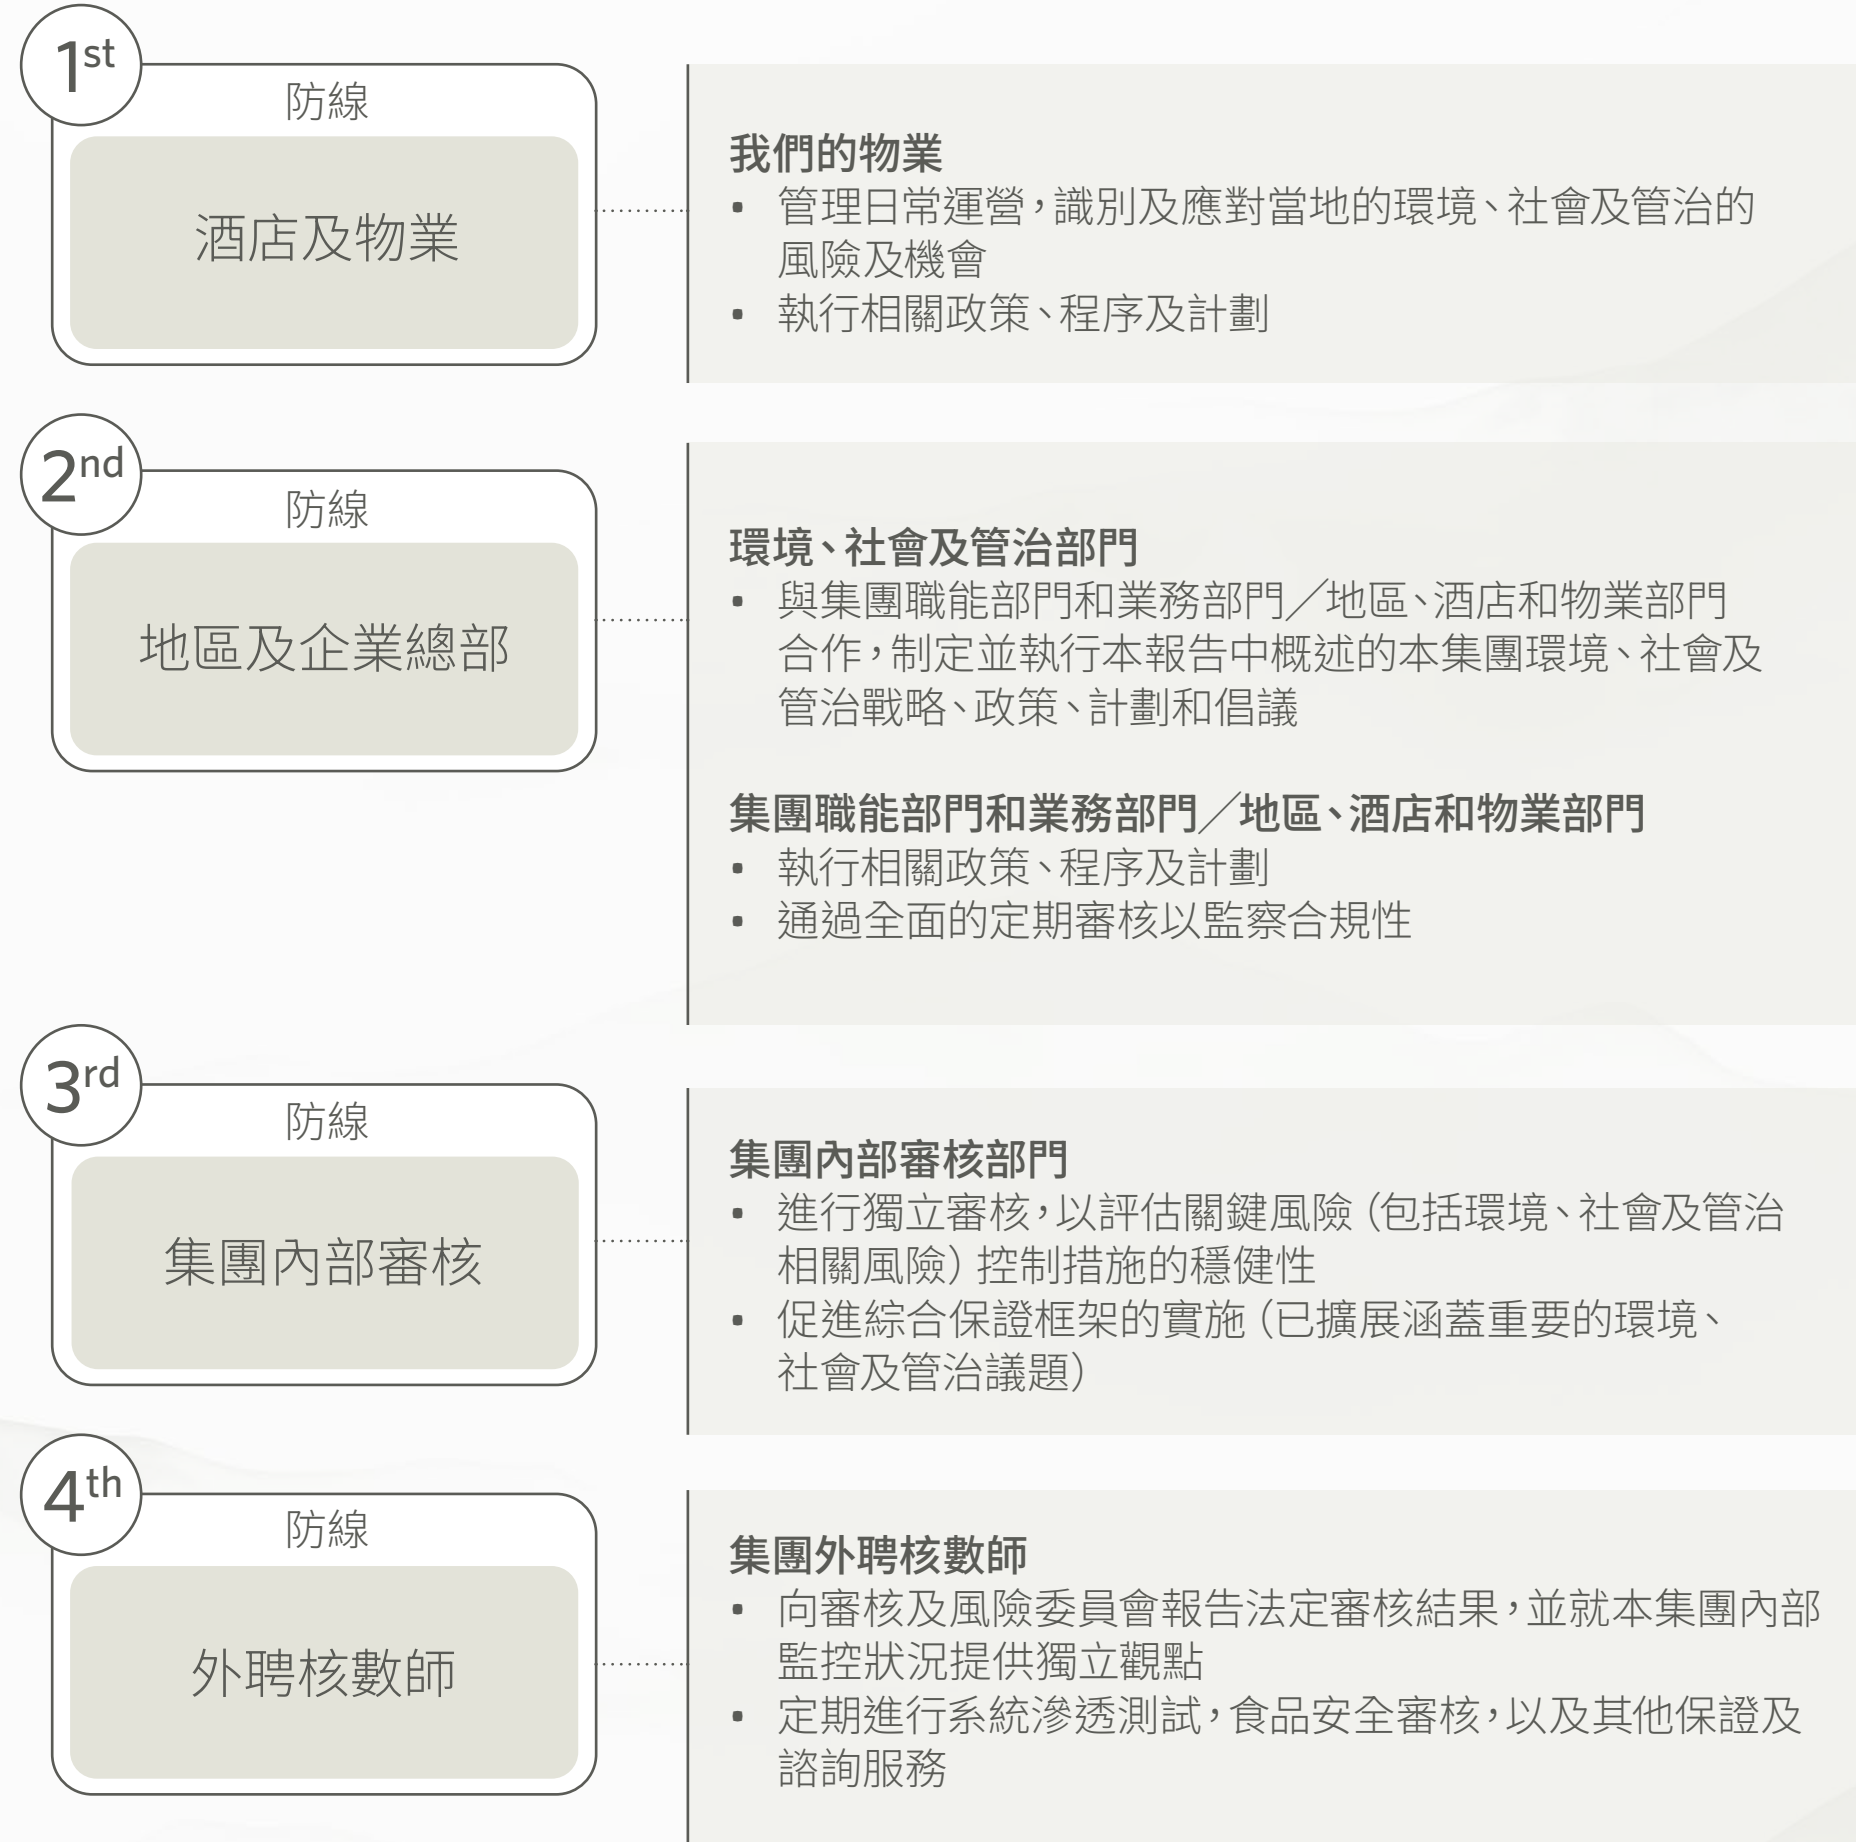 1st
防線
酒店及物業
我們的物業
• 管理日常運營，識別及應對當地的環境、社會及管治的
風險及機會
• 執行相關政策、程序及計劃
2nd
防線
地區及企業總部
環境、社會及管治部門
• 與集團職能部門和業務部門／地區、酒店和物業部門
合作，制定並執行本報告中概述的本集團環境、社會及
管治戰略、政策、計劃和倡議
集團職能部門和業務部門／地區、酒店和物業部門
• 執行相關政策、程序及計劃
• 通過全面的定期審核以監察合規性
3rd
防線
集團內部審核
集團內部審核部門
• 進行獨立審核，以評估關鍵風險（包括環境、社會及管治
相關風險）控制措施的穩健性
• 促進綜合保證框架的實施（已擴展涵蓋重要的環境、
社會及管治議題）
4th
防線
外聘核數師
集團外聘核數師
• 向審核及風險委員會報告法定審核結果，並就本集團內部
監控狀況提供獨立觀點
• 定期進行系統滲透測試，食品安全審核，以及其他保證及
諮詢服務